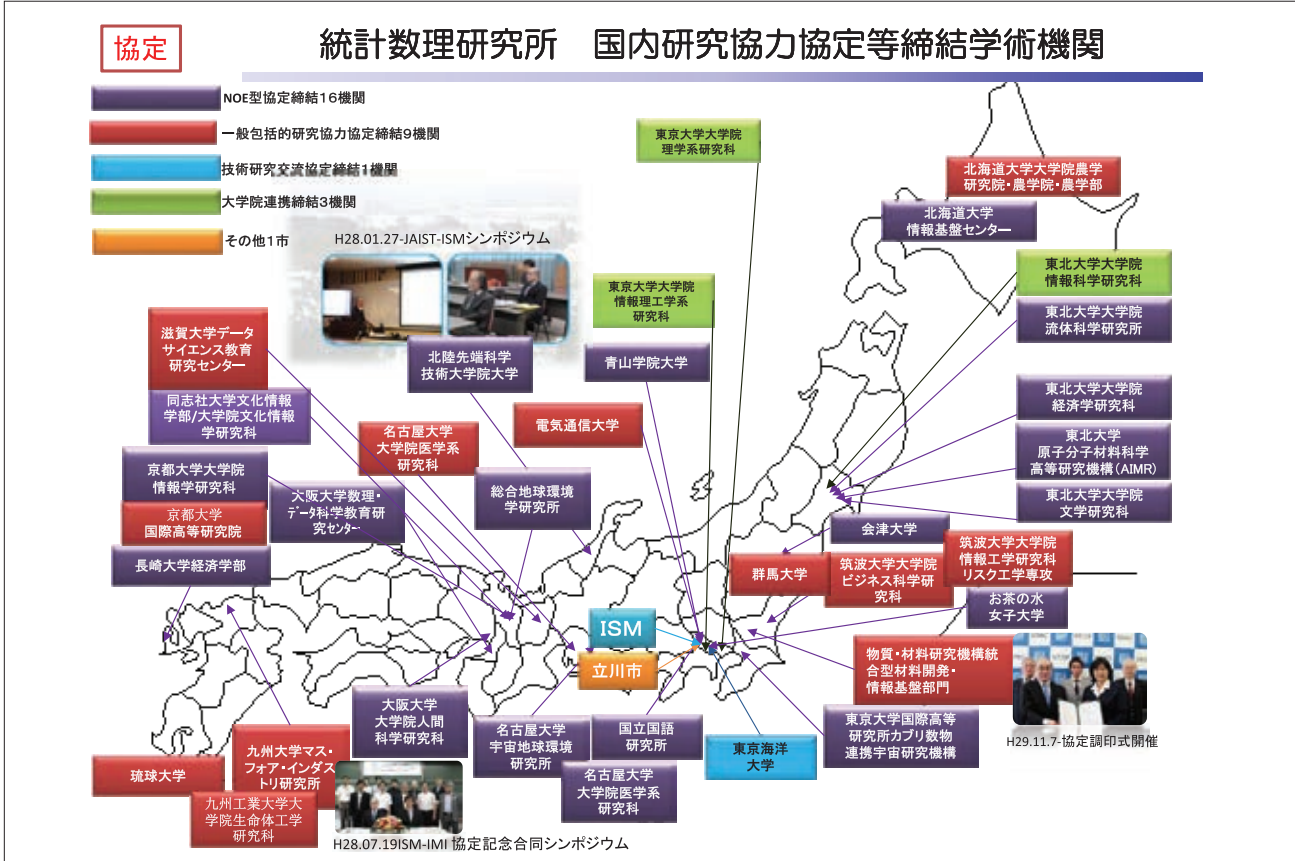 協定
統計数理研究所 国内研究協力協定等締結学術機関
NOE型協定締結16機関
一般包括的研究協力協定締結9機関
技術研究交流協定締結1機関
大学院連携締結3機関
その他1市
H28.01.27-JAIST-ISMシンポジウム
東京大学大学院
理学系研究科
北海道大学大学院農学
研究院・農学院・農学部
北海道大学
情報基盤センター
東北大学大学院
情報科学研究科
東北大学大学院
流体科学研究所
東北大学大学院
経済学研究科
東北大学
原子分子材料科学
高等研究機構(AIMR)
東北大学大学院
文学研究科
東京大学大学院
情報理工学系
研究科
青山学院大学
北陸先端科学
技術大学院大学
電気通信大学
滋賀大学データ
サイエンス教育
研究センター
同志社大学文化情報
学部/大学院文化情報
学研究科
名古屋大学
大学院医学系
研究科
京都大学大学院
情報学研究科
大阪大学数理・
データ科学教育研
究センター
総合地球環境
学研究所
京都大学
国際高等研究院
長崎大学経済学部
会津大学
群馬大学
筑波大学大学院
ビジネス科学研
究科
筑波大学大学院
情報工学研究科
リスク工学専攻
お茶の水
女子大学
ISM
立川市
物質・材料研究機構統
合型材料開発・
情報基盤部門
東京大学国際高等
研究所カブリ数物
連携宇宙研究機構
H29.11.7-協定調印式開催
大阪大学
大学院人間
科学研究科
名古屋大学
宇宙地球環境
研究所
国立国語
研究所
東京海洋
大学
名古屋大学
大学院医学系
研究科
琉球大学
九州大学マス・
フォア・インダス
トリ研究所
九州工業大学大
学院生命体工学
研究科
H28.07.19ISM-IMI 協定記念合同シンポジウム